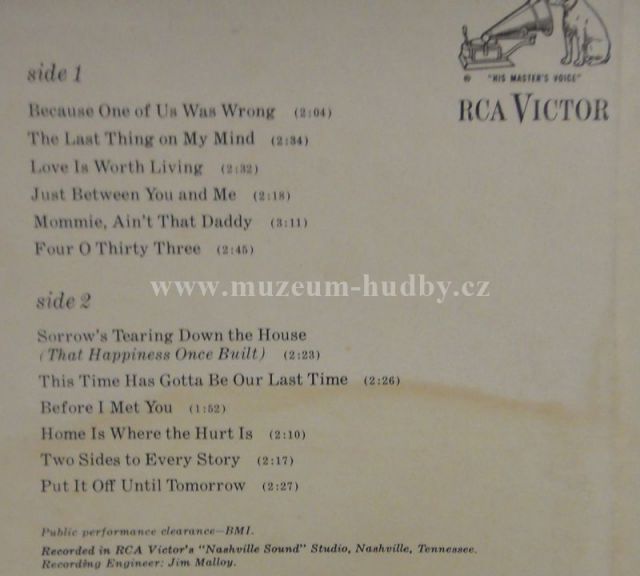 "HIS MASTER'S VOICE"
RCA VICTOR
side 1
Because One of Us Was Wrong (2:04)
The Last Thing on My Mind (2:34)
Love Is Worth Living (2:32)
Just Between You and Me (2:18)
Mommie, Ain't That Daddy (3:11)
Four O Thirty Three (2:45)
www.muzeum-hudby.cz
side 2
Sorrow's Tearing Down the House
(That Happiness Once Built) (2:23)
This Time Has Gotta Be Our Last Time (2:26)
Before I Met You (1:52)
Home Is Where the Hurt Is (2:10)
Two Sides to Every Story (2:17)
Put It Off Until Tomorrow (2:27)
Public performance clearance—BMI.
Recorded in RCA Victor's "Nashville Sound" Studio, Nashville, Tennessee.
Recording Engineer: Jim Malloy.